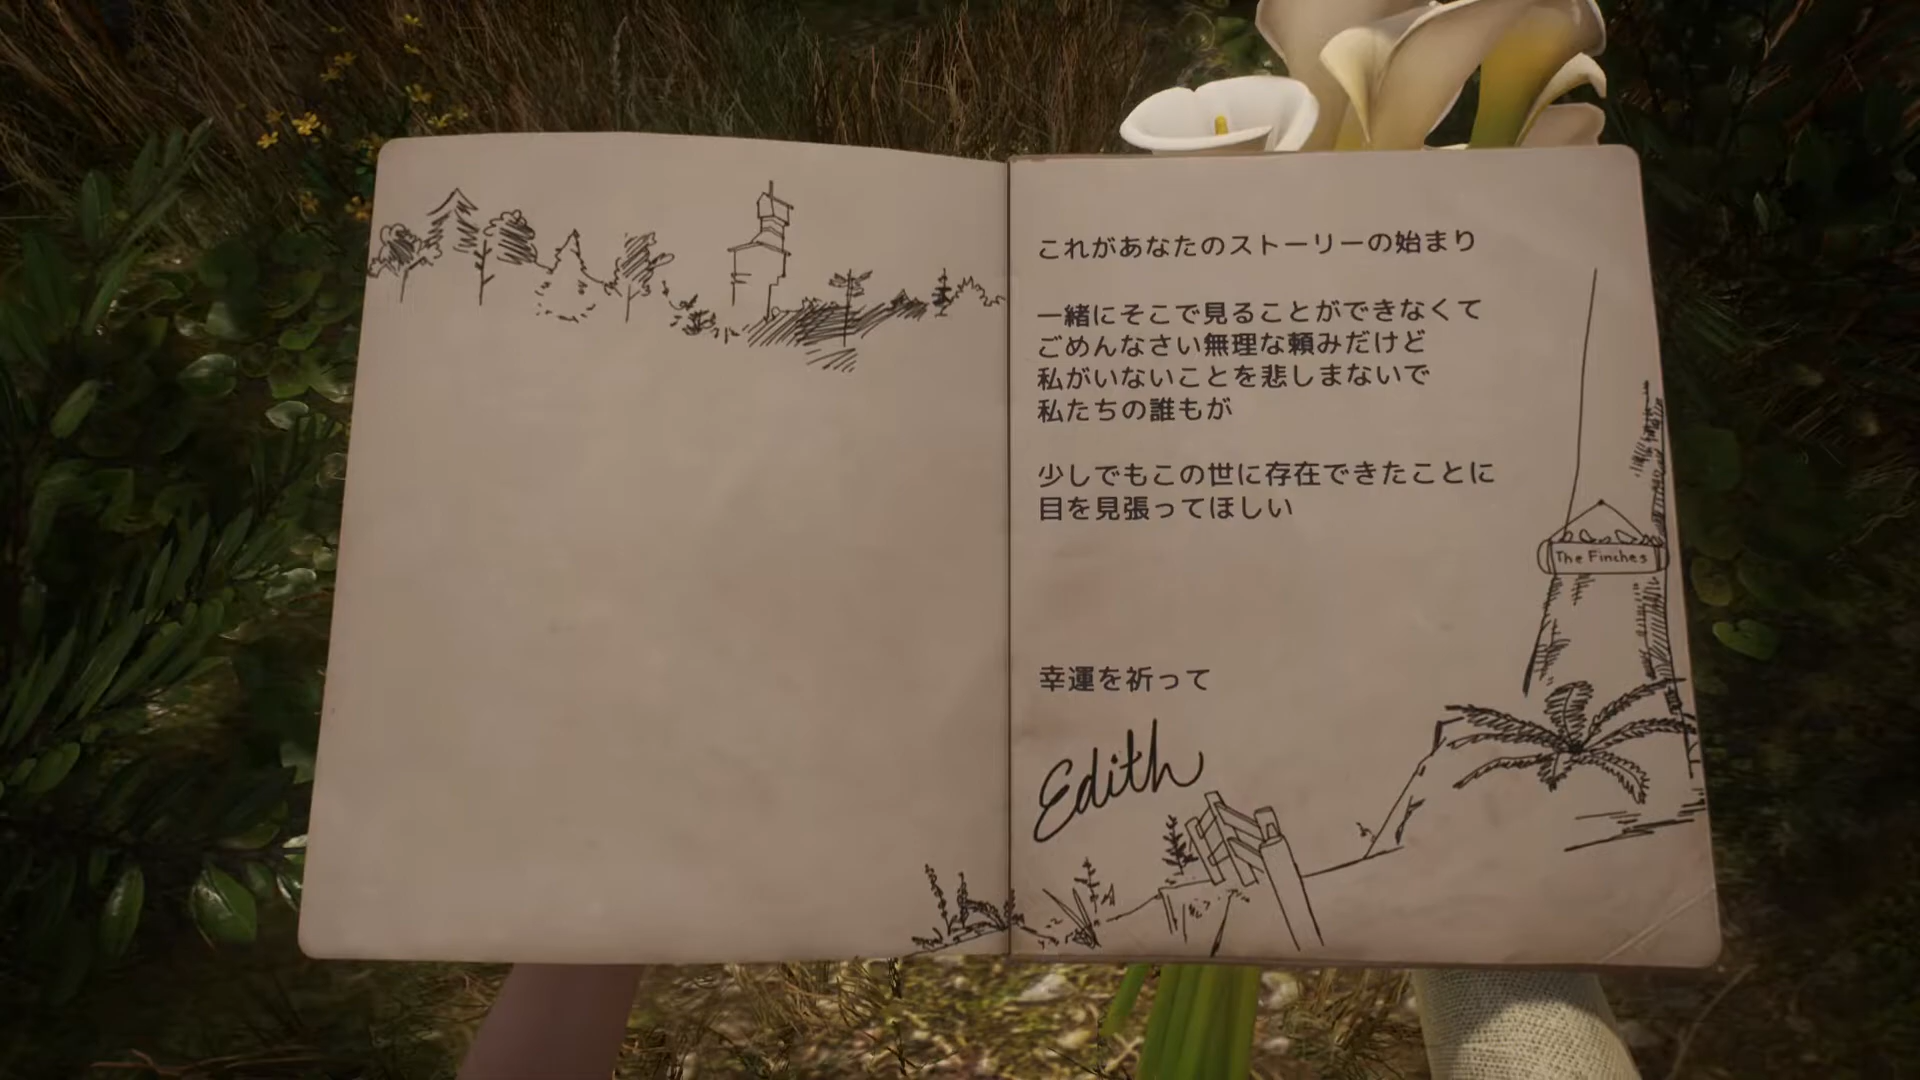 これがあなたのストーリーの始まり
一緒にそこで見ることができなくて
ごめんなさい無理な頼みだけど
私がいないことを悲しまないで
私たちの誰もが
少しでもこの世に存在できたことに
目を見張ってほしい
The Finches
幸運を祈って
Edith